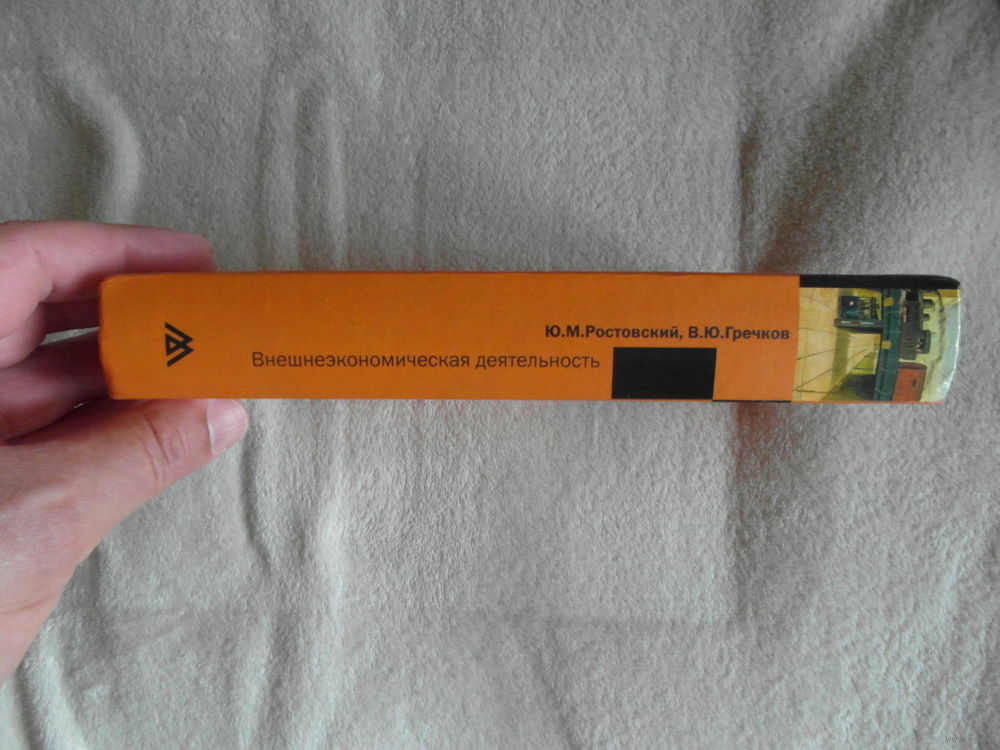 Ю.М.Ростовский, В.Ю.Гречков
Внешнеэкономическая деятельность